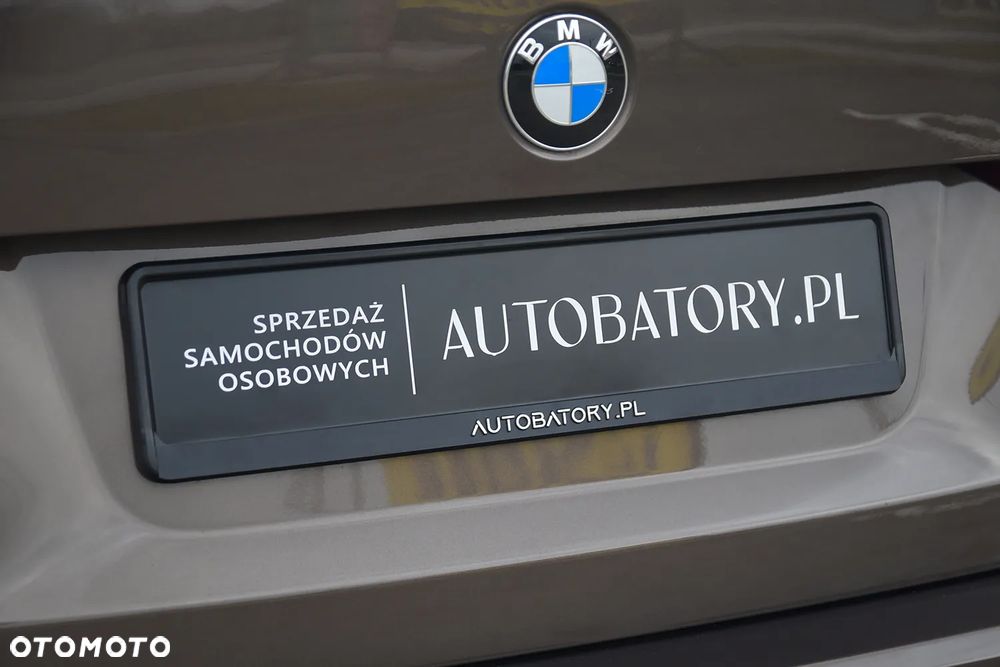 BMW
SPRZEDAŻ
SAMOCHODÓW
OSOBOWYCH
AUTOBATORY.PL
AUTOBATORY.PL
OTOMOTO